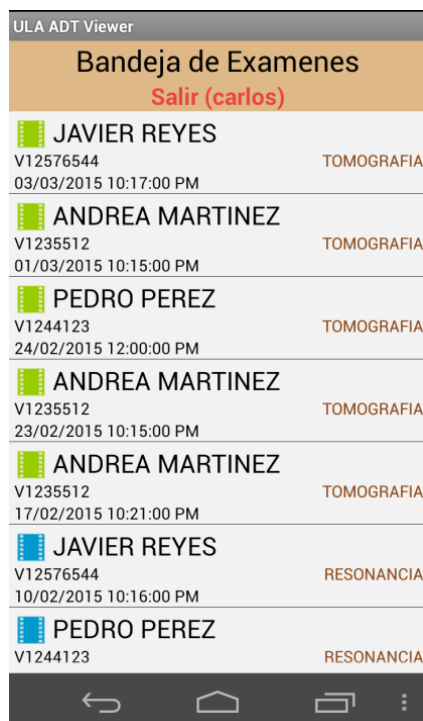 ULA ADT Viewer
Bandeja de Examenes
Salir (carlos)
JAVIER REYES
V12576544 TOMOGRAFIA
03/03/2015 10:17:00 PM
ANDREA MARTINEZ
V1235512 TOMOGRAFIA
01/03/2015 10:15:00 PM
PEDRO PEREZ
V1244123 TOMOGRAFIA
24/02/2015 12:00:00 PM
ANDREA MARTINEZ
V1235512 TOMOGRAFIA
23/02/2015 10:15:00 PM
ANDREA MARTINEZ
V1235512 TOMOGRAFIA
17/02/2015 10:21:00 PM
JAVIER REYES
V12576544 RESONANCIA
10/02/2015 10:16:00 PM
PEDRO PEREZ
V1244123 RESONANCIA